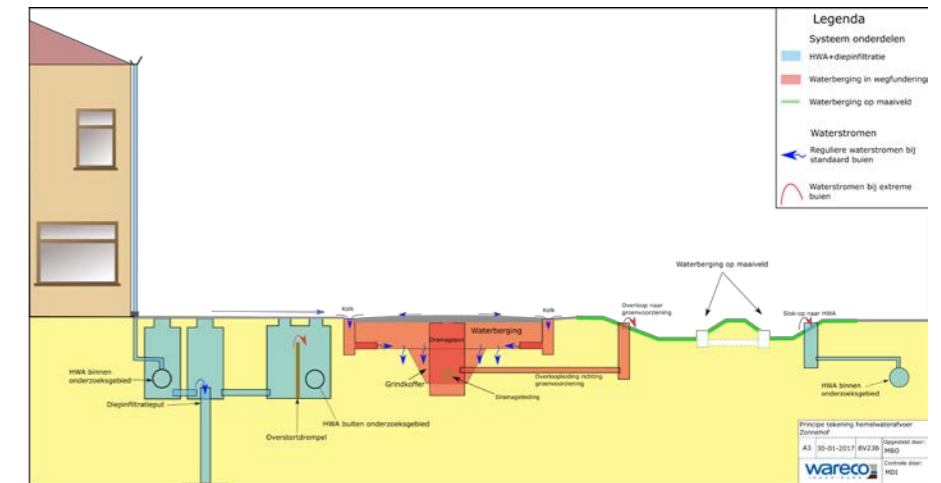 Legenda
Systeem onderdelen
HWA+diepinfiltratie
Waterberging in wegfundering
Waterberging op maaiveld
Waterstromen
Reguliere waterstromen bij
standaard buien
Waterstromen bij extreme
buien
Waterberging op maaiveld
Kolk
Kolk
Overloop naar
groenvoorziening
Slok-op naar HWA
Waterberging
Drainageput
HWA binnen
onderzoeksgebied
Grindkoffer
Overloopleiding richting
groenvoorziening
Drainageleiding
HWA binnen
onderzoeksgebied
Diepinfiltratieput
HWA buiten onderzoeksgebied
Overstortdrempel
Principe tekening hemelwaterafvoer
Zonnehof
A3 30-01-2017 BV23B Opgesteld door:
MBO
wareco
INGENIEURS
Controle door:
MDI